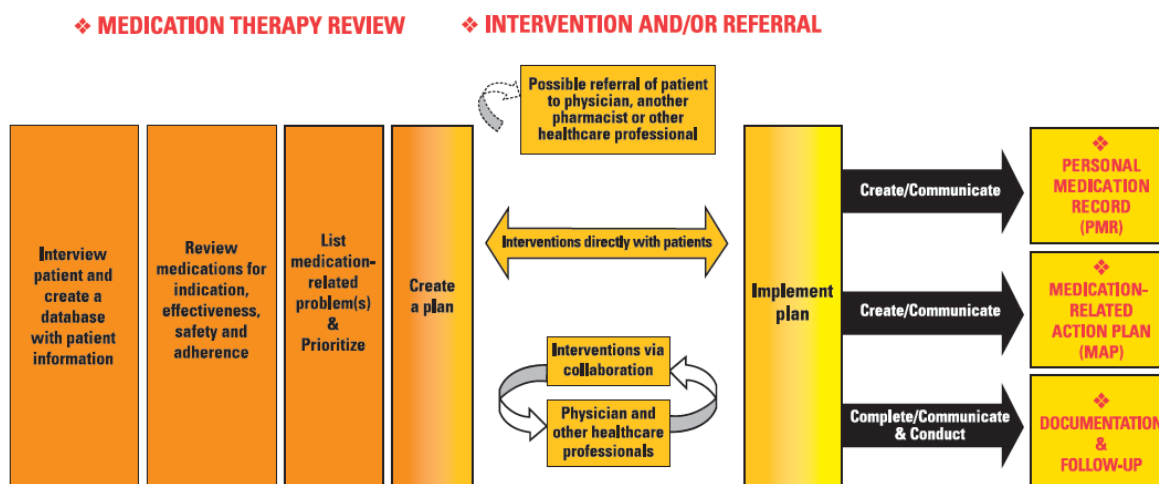 ❖ MEDICATION THERAPY REVIEW
❖ INTERVENTION AND/OR REFERRAL
Interview
patient and
create a
database
with patient
information
Review
medications for
indication,
effectiveness,
safety and
adherence
List
medication-
related
problem(s)
&
Prioritize
Create
a plan
Possible referral of patient
to physician, another
pharmacist or other
healthcare professional
Interventions directly with patients
Interventions via
collaboration
Physician and
other healthcare
professionals
Implement
plan
Create/Communicate
❖
PERSONAL
MEDICATION
RECORD
(PMR)
Create/Communicate
❖
MEDICATION-
RELATED
ACTION PLAN
(MAP)
Complete/Communicate
& Conduct
❖
DOCUMENTATION
&
FOLLOW-UP